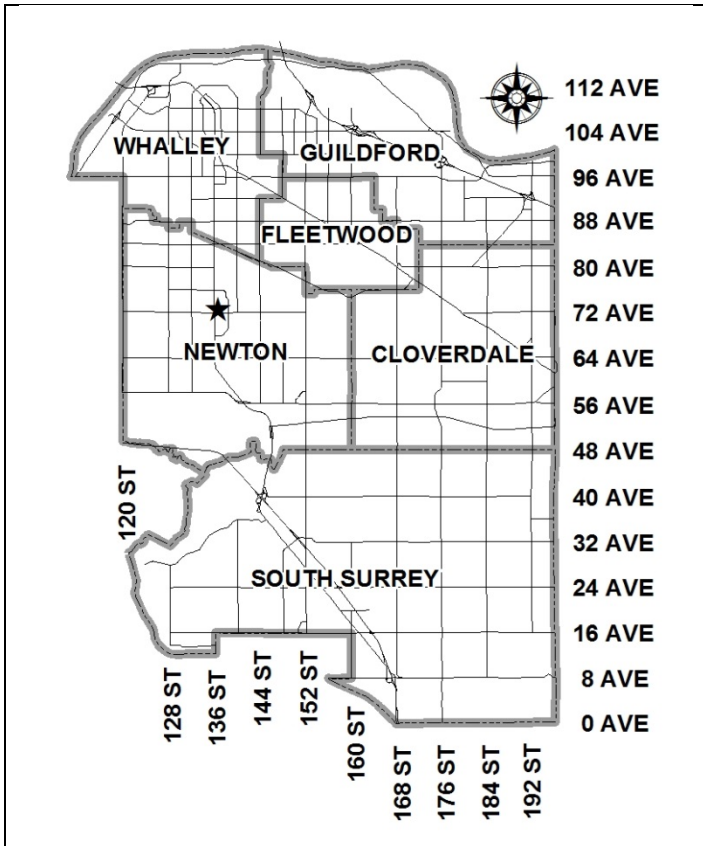 112 AVE
104 AVE
WHALLEY
GUILDFORD
96 AVE
88 AVE
FLEETWOOD
80 AVE
72 AVE
NEWTON
CLOVERDALE
64 AVE
56 AVE
48 AVE
120 ST
40 AVE
32 AVE
SOUTH SURREY
24 AVE
16 AVE
8 AVE
0 AVE
128 ST
136 ST
144 ST
152 ST
160 ST
168 ST
176 ST
184 ST
192 ST